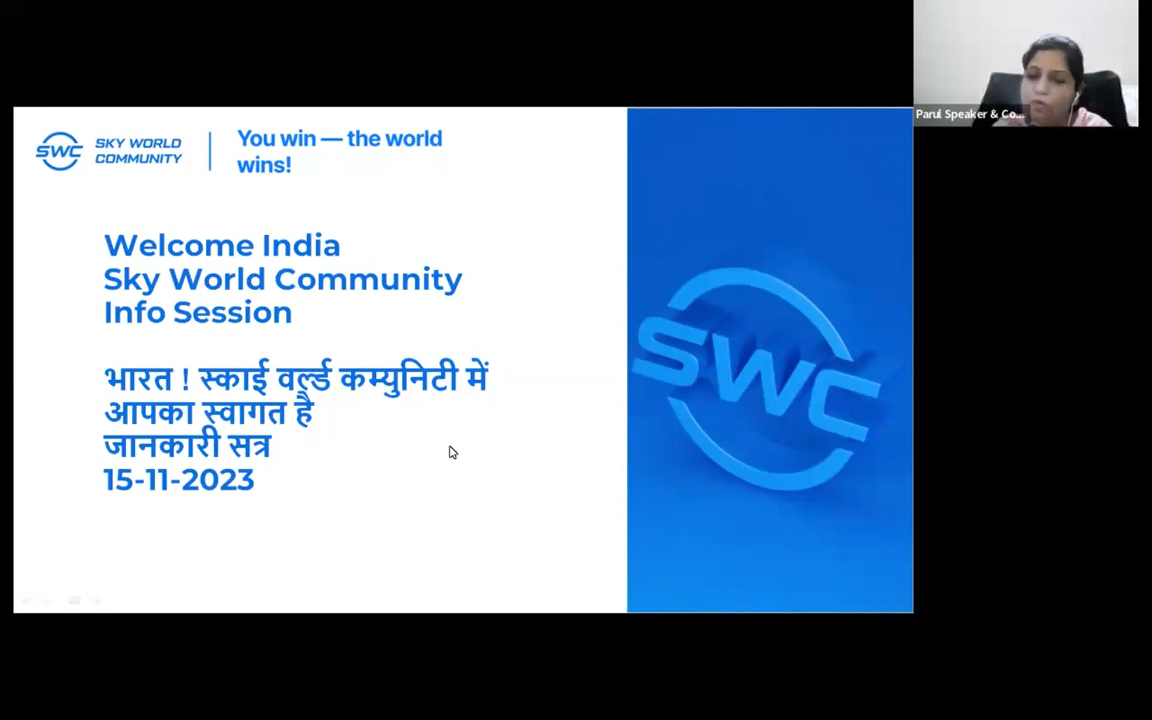 Parul Speaker & Co...
SWC
SKY WORLD
COMMUNITY
You win — the world
wins!
Welcome India
Sky World Community
Info Session
भारत ! स्काई वर्ल्ड कम्युनिटी में
आपका स्वागत है
जानकारी सत्र
15-11-2023
SWC